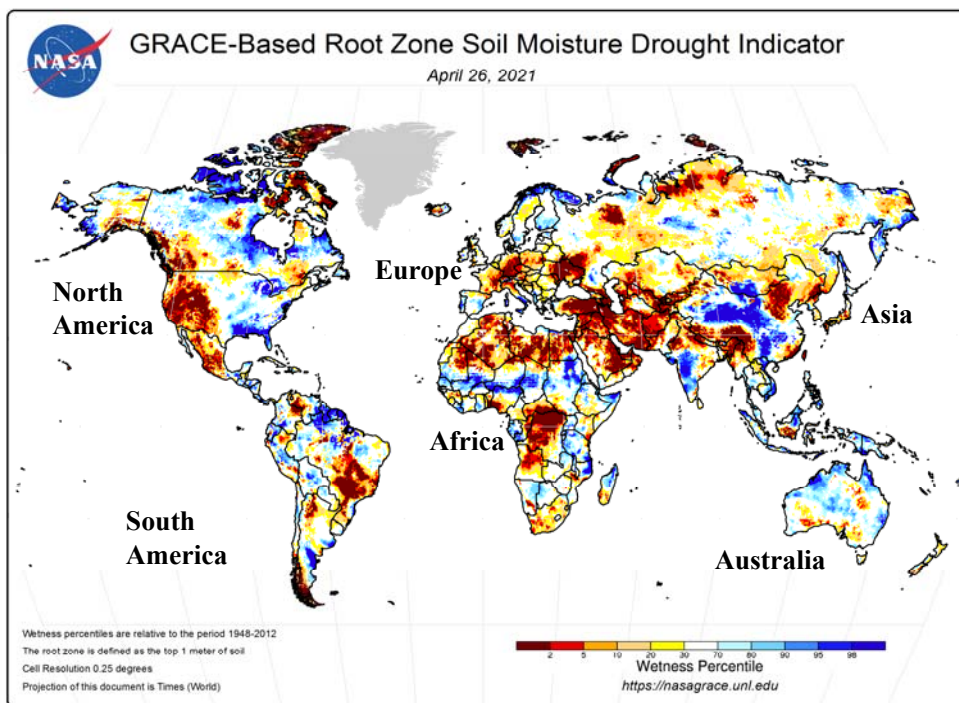 NASA
GRACE-Based Root Zone Soil Moisture Drought Indicator
April 26, 2021
North
America
Europe
Asia
Africa
South
America
Australia
Wetness percentiles are relative to the period 1948-2012
The root zone is defined as the top 1 meter of soil
Cell Resolution 0.25 degrees
Projection of this document is Times (World)
2 5 10 20 30 70 80 90 95 98
Wetness Percentile
https://nasagrace.unl.edu